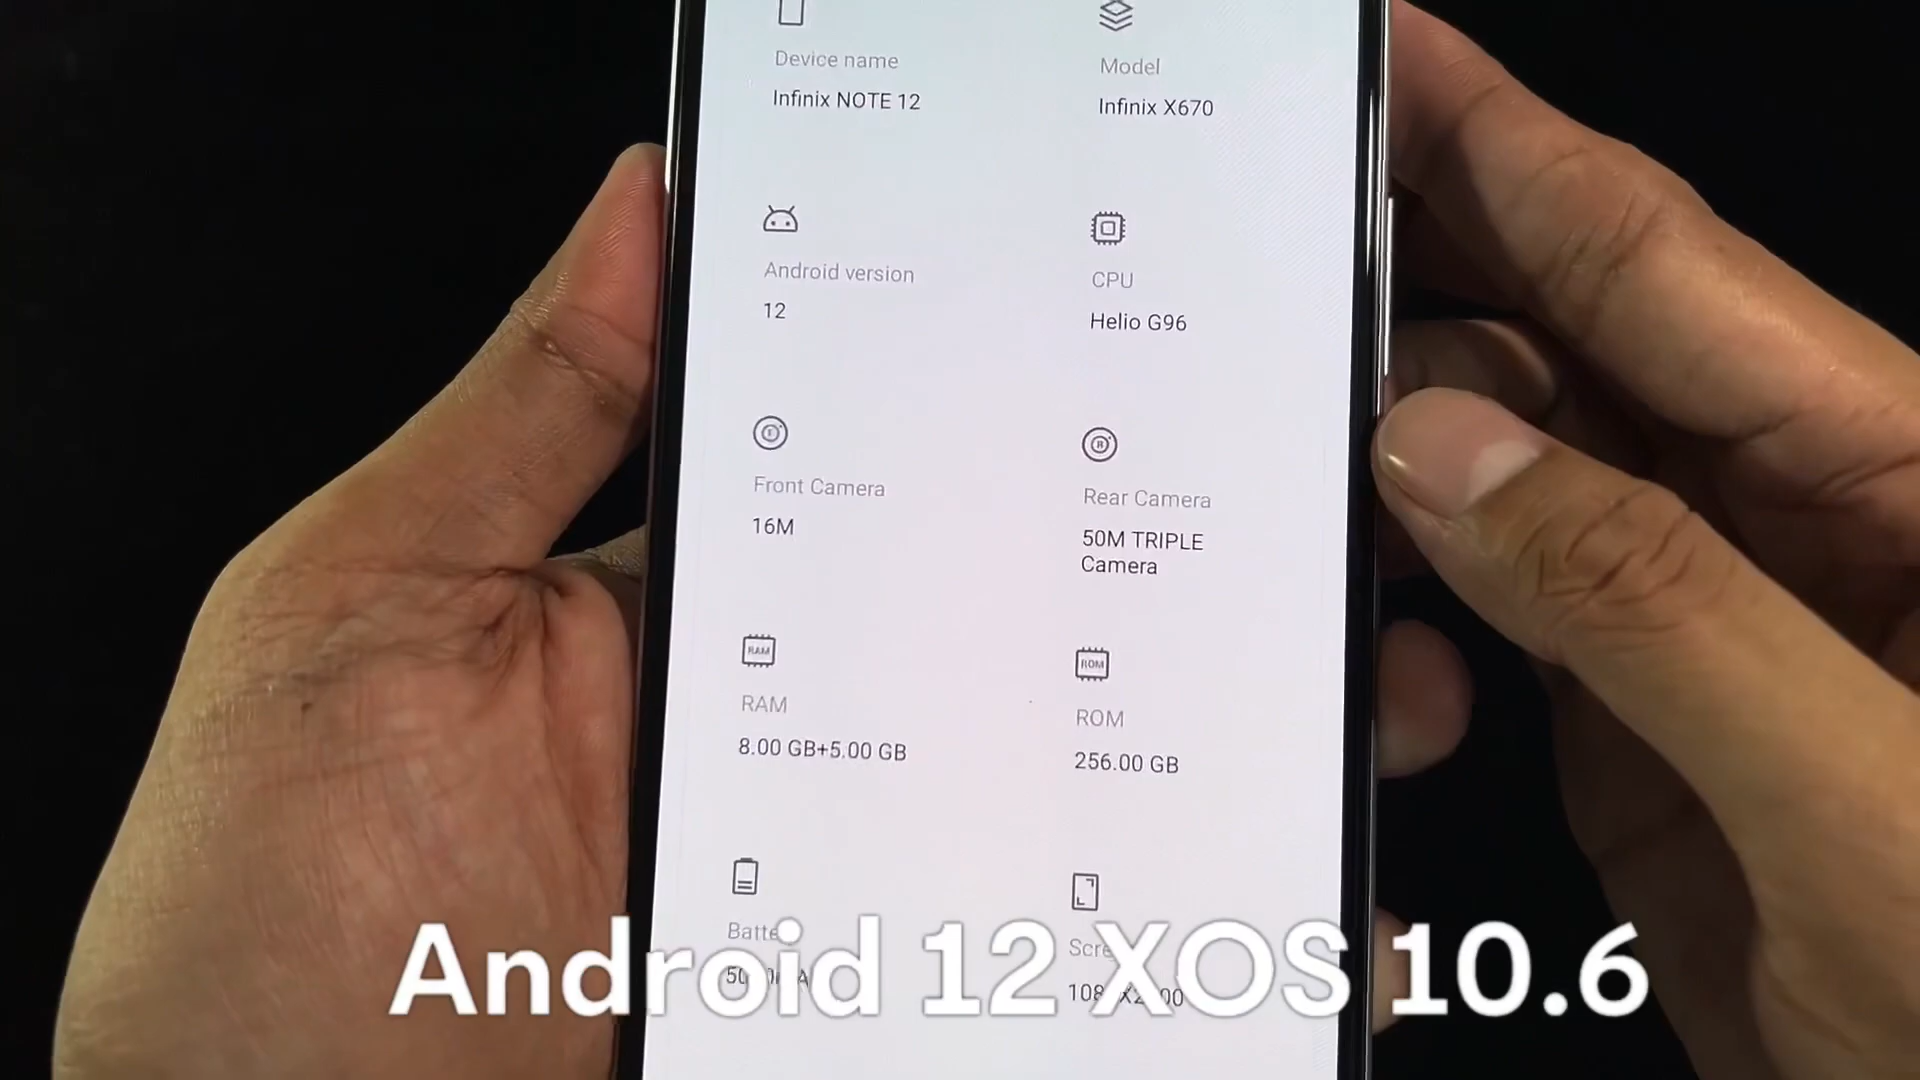 Device name
Model
Infinix NOTE 12
Infinix X670
Android version
CPU
12
Helio G96
Front Camera
Rear Camera
16M
50M TRIPLE
Camera
RAM
ROM
RAM
ROM
8.00 GB+5.00 GB
256.00 GB
Android 12 XOS 10.6